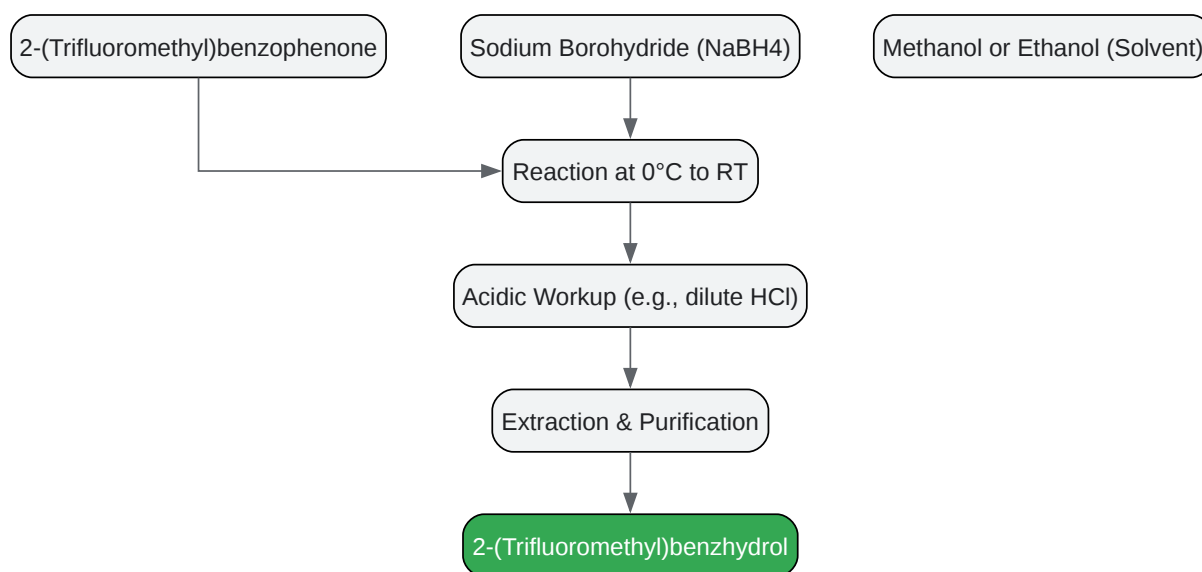 2-(Trifluoromethyl)benzophenone
Sodium Borohydride (NaBH4)
Methanol or Ethanol (Solvent)
Reaction at 0°C to RT
Acidic Workup (e.g., dilute HCl)
Extraction & Purification
2-(Trifluoromethyl)benzhydrol